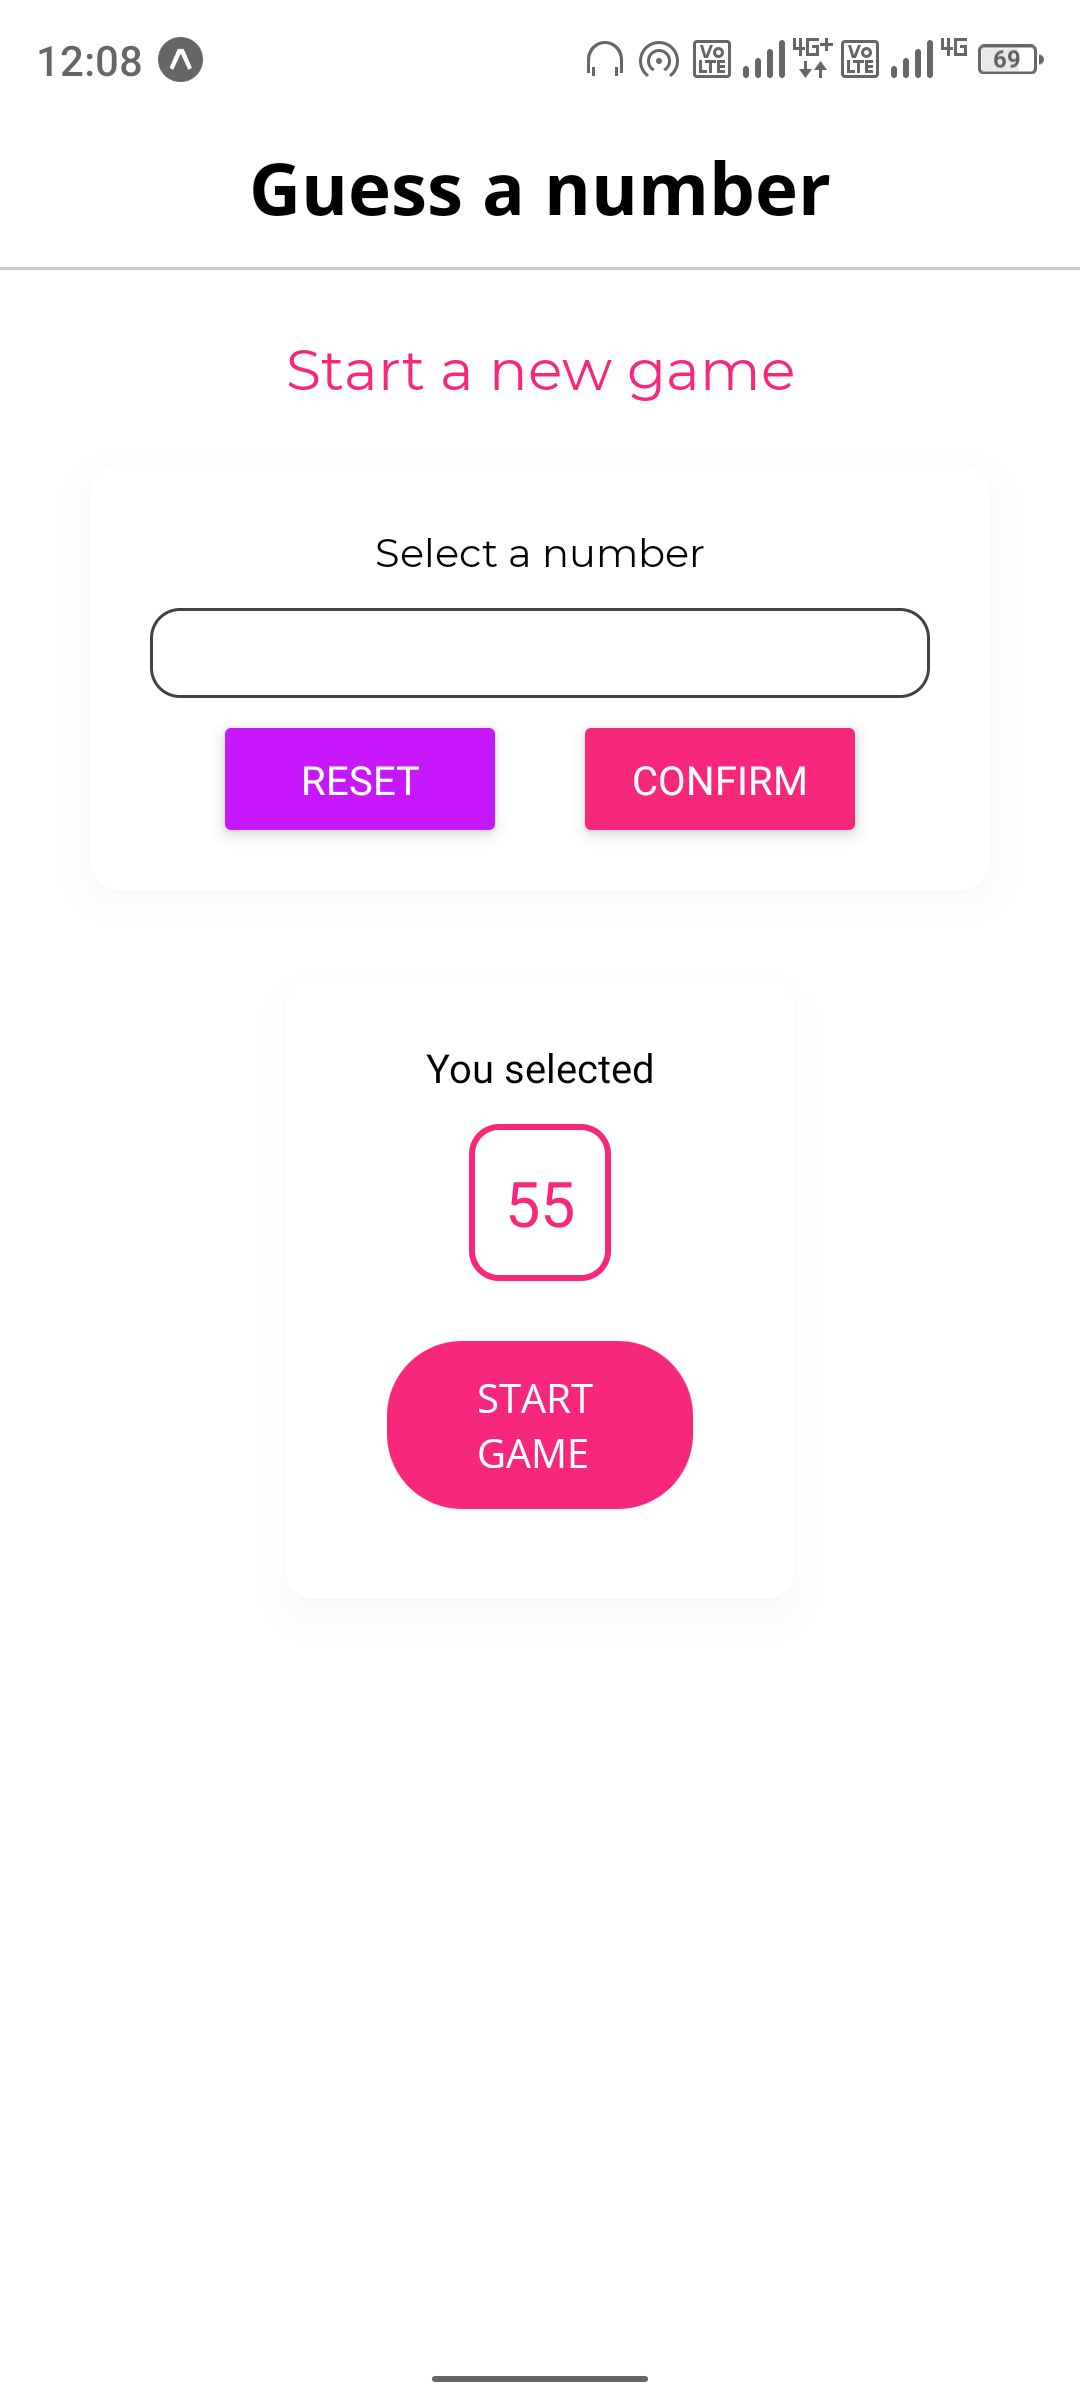 12:08 Vo LTE 4G+ Vo LTE 4G 69
Guess a number
Start a new game
Select a number
RESET CONFIRM
You selected
55
START
GAME